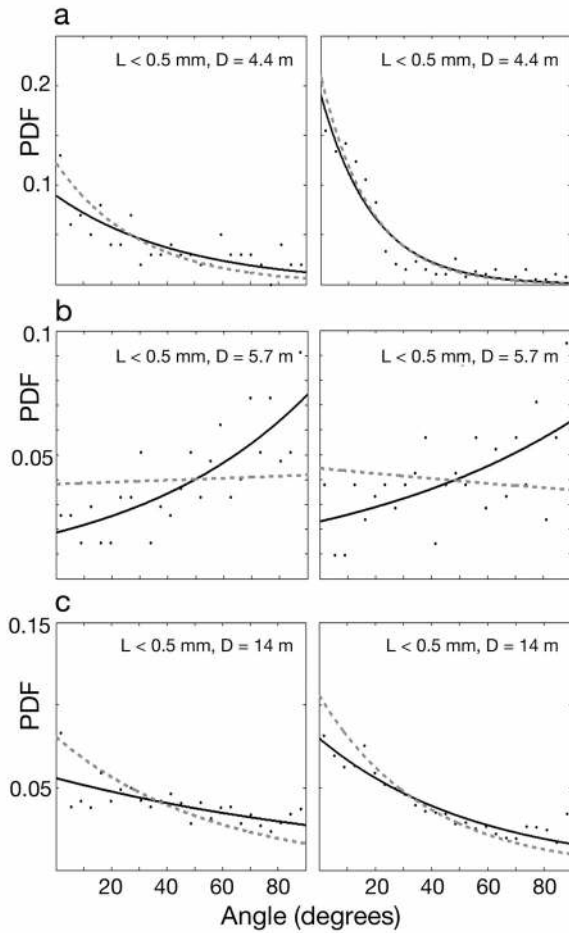 a
L < 0.5 mm, D = 4.4 m
L < 0.5 mm, D = 4.4 m
0.2
PDF
0.1
b
0.1
L < 0.5 mm, D = 5.7 m
L < 0.5 mm, D = 5.7 m
PDF
0.05
c
0.15
L < 0.5 mm, D = 14 m
L < 0.5 mm, D = 14 m
PDF
0.05
20 40 60 80
20 40 60 80
Angle (degrees)